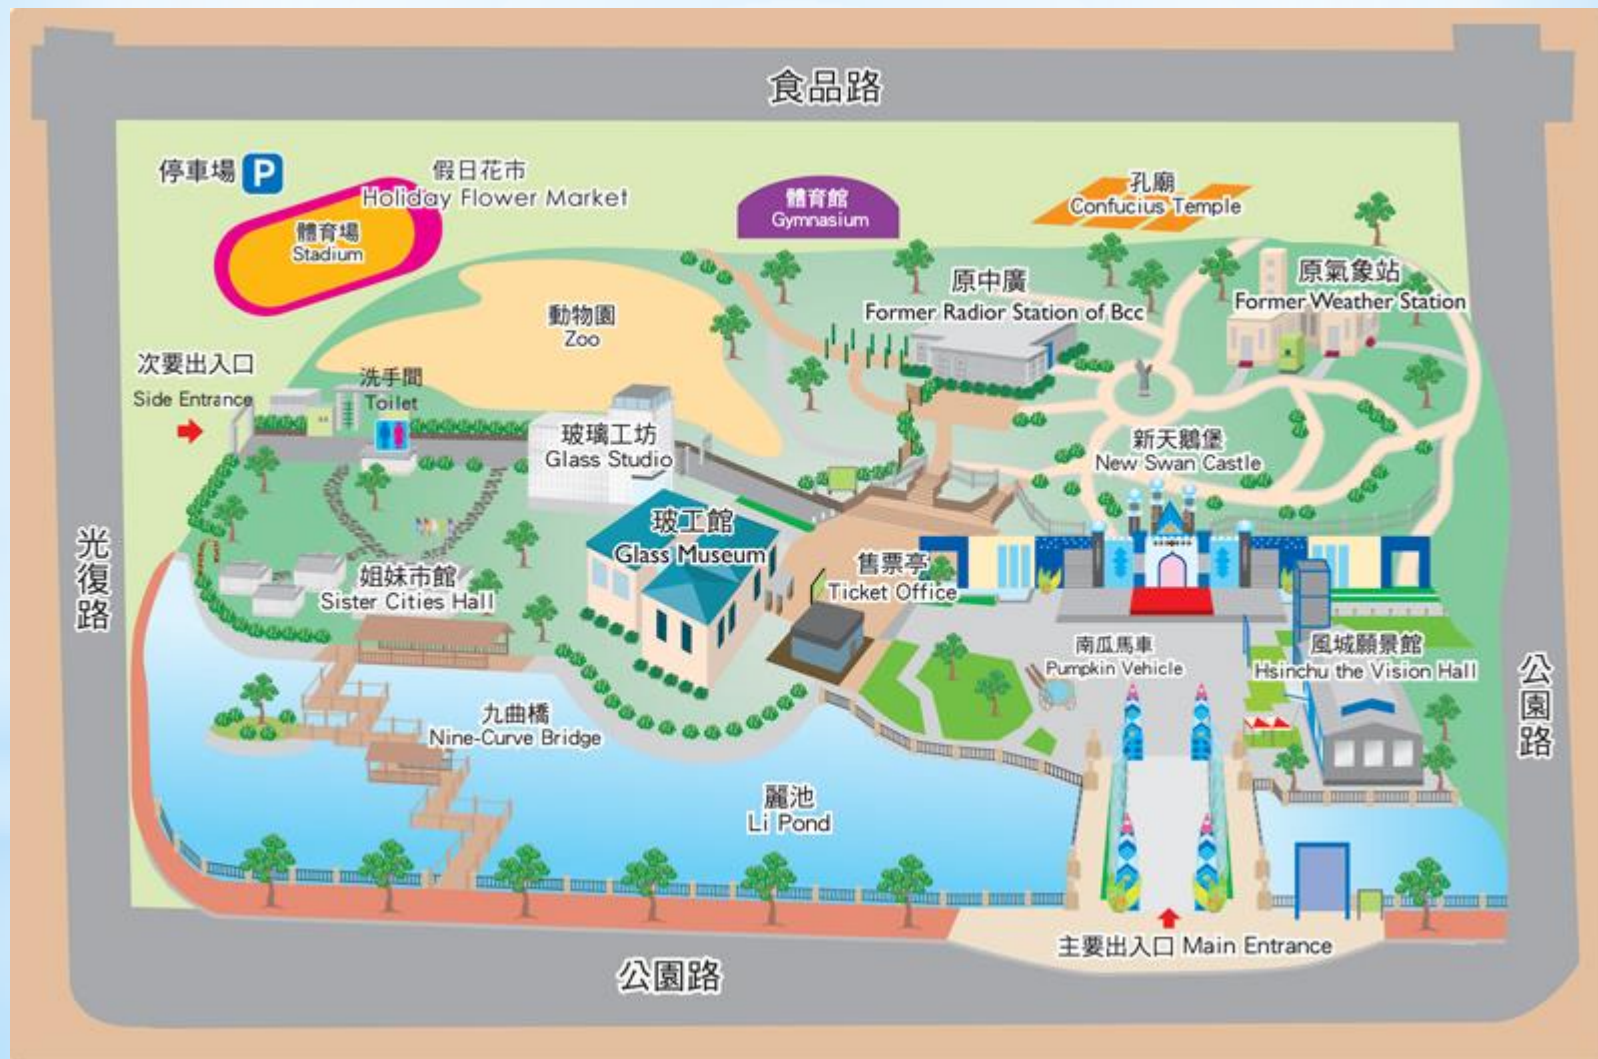 食品路
停車場 P
假日花市
Holiday Flower Market
體育場
Stadium
體育館
Gymnasium
孔廟
Confucius Temple
原中廣
Former Radior Station of Bcc
原氣象站
Former Weather Station
動物園
Zoo
次要出入口
Side Entrance
洗手間
Toilet
玻璃工坊
Glass Studio
新天鵝堡
New Swan Castle
玻工館
Glass Museum
售票亭
Ticket Office
姐妹市館
Sister Cities Hall
南瓜馬車
Pumpkin Vehicle
風城願景館
Hsinchu the Vision Hall
九曲橋
Nine-Curve Bridge
麗池
Li Pond
光復路
公園路
主要出入口 Main Entrance
公園路